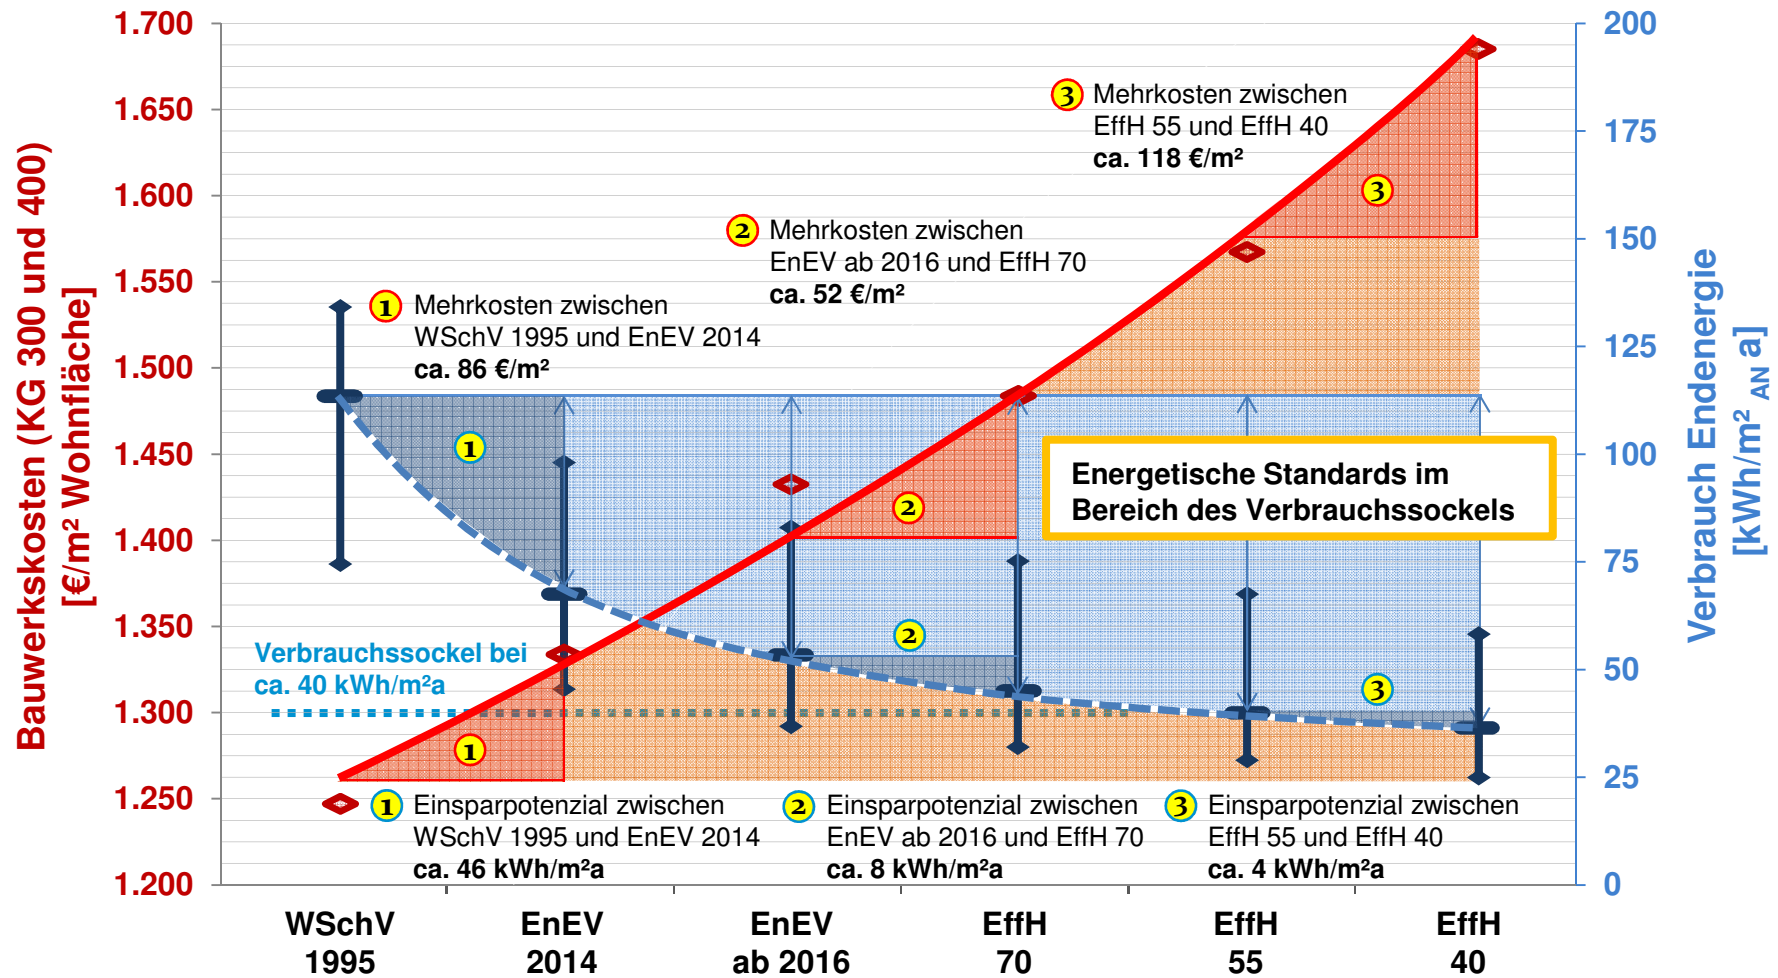 Bauwerkskosten (KG 300 und 400)
[€/m² Wohnfläche]
1.700
1.650
1.600
1.550
1.500
1.450
1.400
1.350
1.300
1.250
1.200
200
175
150
125
100
75
50
25
0
Verbrauch Endenergie
[kWh/m² AN a]
3 Mehrkosten zwischen
EffH 55 und EffH 40
ca. 118 €/m²
3
2 Mehrkosten zwischen
EnEV ab 2016 und EffH 70
ca. 52 €/m²
1 Mehrkosten zwischen
WSchV 1995 und EnEV 2014
ca. 86 €/m²
1
2
Energetische Standards im
Bereich des Verbrauchssockels
2
Verbrauchssockel bei
ca. 40 kWh/m²a
3
1
1 Einsparpotenzial zwischen
WSchV 1995 und EnEV 2014
ca. 46 kWh/m²a
2 Einsparpotenzial zwischen
EnEV ab 2016 und EffH 70
ca. 8 kWh/m²a
3 Einsparpotenzial zwischen
EffH 55 und EffH 40
ca. 4 kWh/m²a
WSchV
1995
EnEV
2014
EnEV
ab 2016
EffH
70
EffH
55
EffH
40